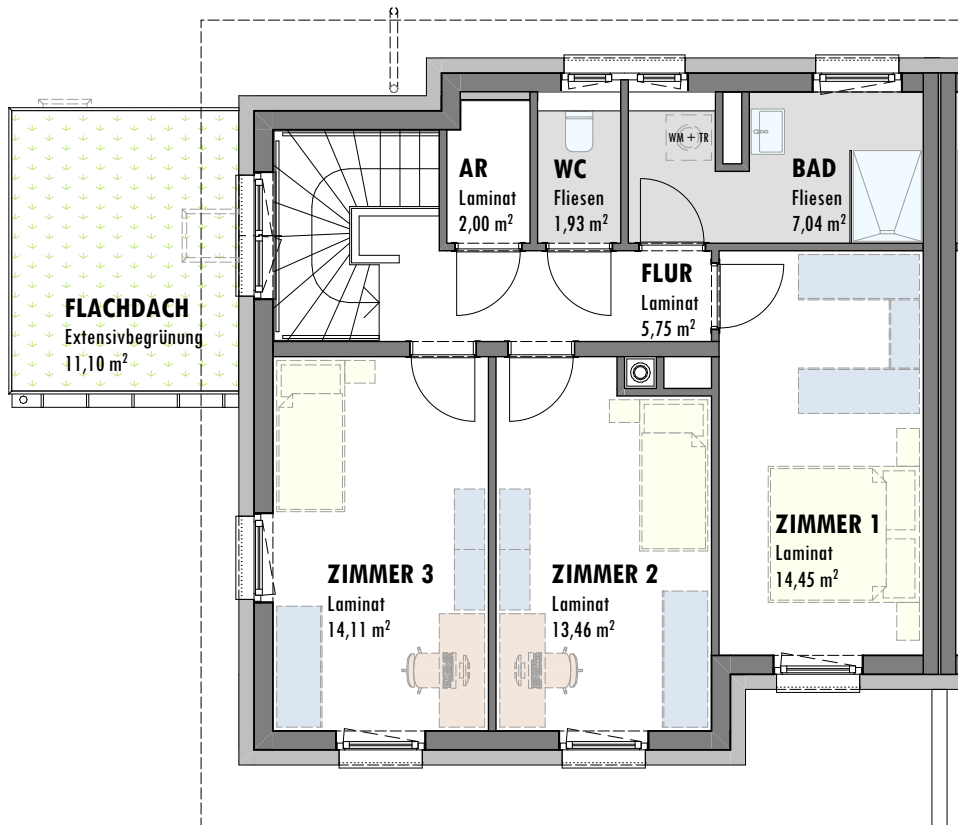 AR
Laminat
2,00 m²
WC
Fliesen
1,93 m²
WM + TR
BAD
Fliesen
7,04 m²
FLUR
Laminat
5,75 m²
FLACHDACH
Extensivbegrünung
11,10 m²
ZIMMER 1
Laminat
14,45 m²
ZIMMER 3
Laminat
14,11 m²
ZIMMER 2
Laminat
13,46 m²